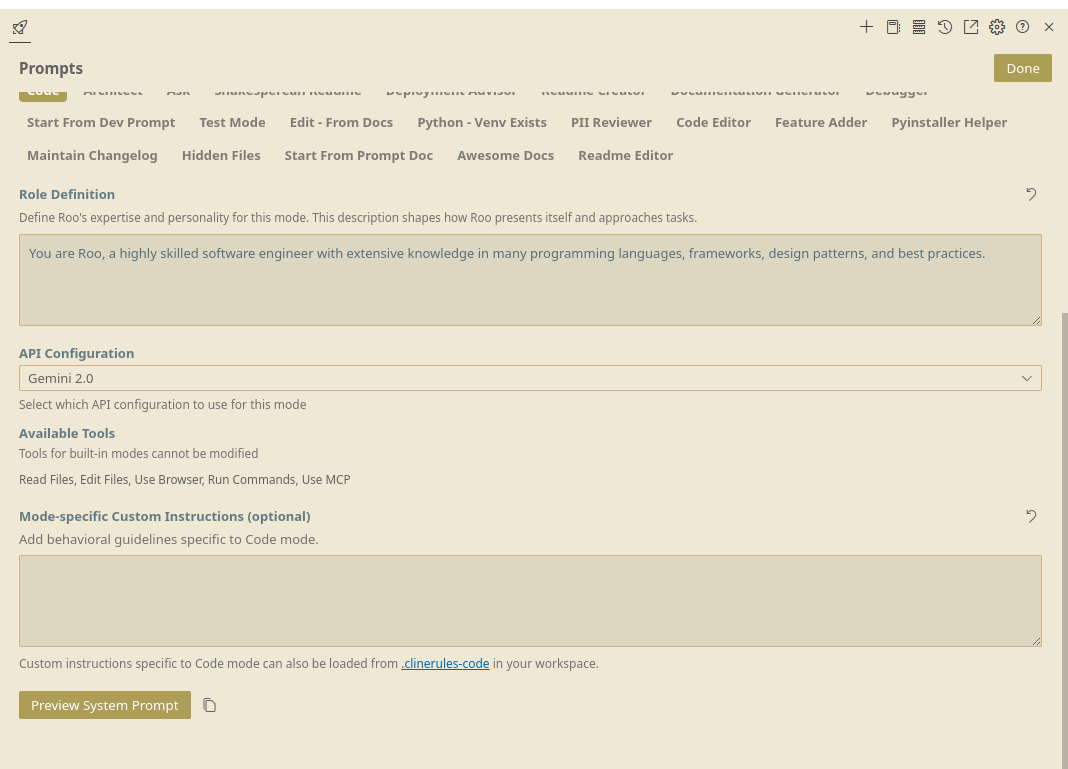 Prompts
Done
Code Architect Ask Shakesperean Readme Deployment Advisor Readme Creator Documentation Generator Debugger
Start From Dev Prompt Test Mode Edit - From Docs Python - Venv Exists PII Reviewer Code Editor Feature Adder Pyinstaller Helper
Maintain Changelog Hidden Files Start From Prompt Doc Awesome Docs Readme Editor
Role Definition
Define Roo's expertise and personality for this mode. This description shapes how Roo presents itself and approaches tasks.
You are Roo, a highly skilled software engineer with extensive knowledge in many programming languages, frameworks, design patterns, and best practices.
API Configuration
Gemini 2.0
Select which API configuration to use for this mode
Available Tools
Tools for built-in modes cannot be modified
Read Files, Edit Files, Use Browser, Run Commands, Use MCP
Mode-specific Custom Instructions (optional)
Add behavioral guidelines specific to Code mode.
Custom instructions specific to Code mode can also be loaded from .clinerules-code in your workspace.
Preview System Prompt